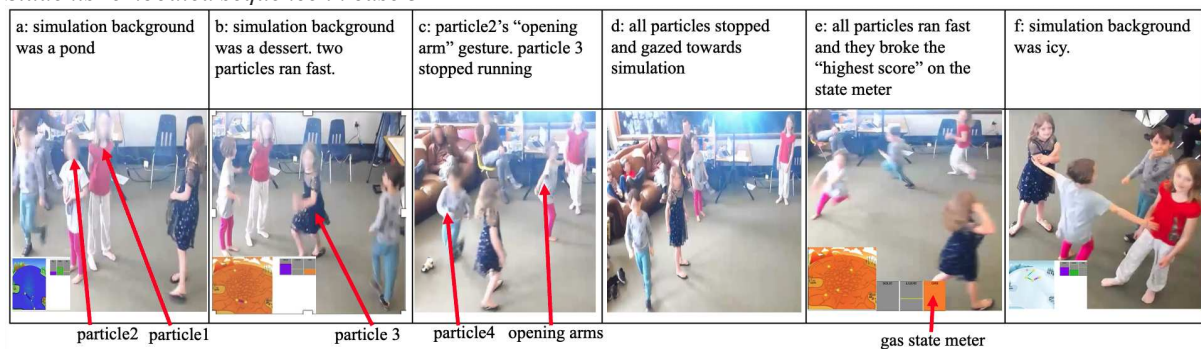 a: simulation background
was a pond
b: simulation background
was a dessert. two
particles ran fast.
c: particle2’s “opening
arm” gesture. particle 3
stopped running
d: all particles stopped
and gazed towards
simulation
e: all particles ran fast
and they broke the
“highest score” on the
state meter
f: simulation background
was icy.
particle2
particle1
particle 3
particle4
opening arms
gas state meter